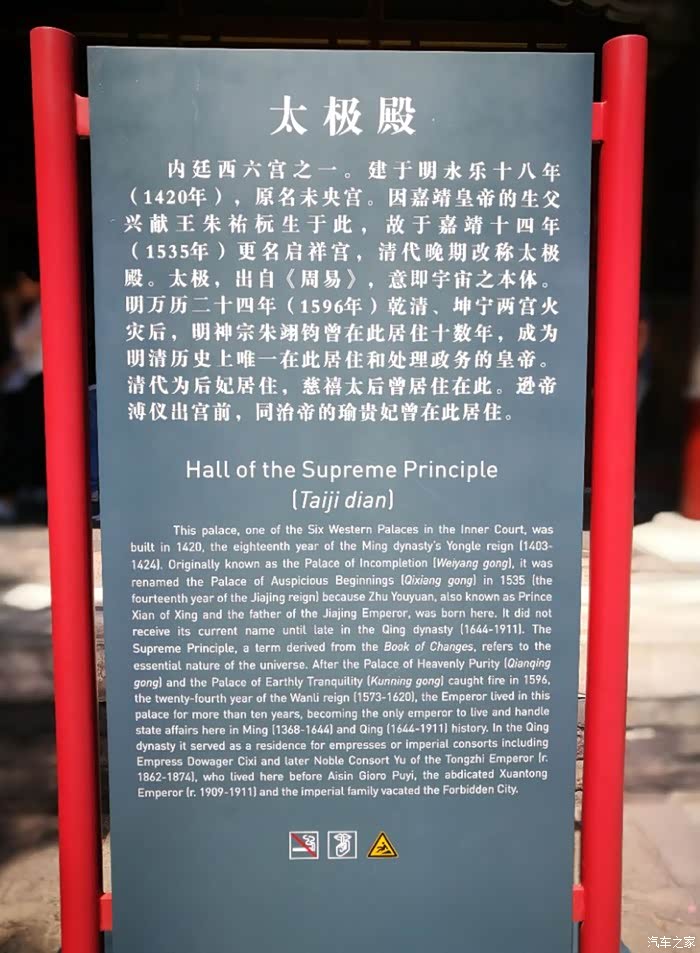 太极殿
内廷西六宫之一。建于明永乐十八年
（1420年），原名未央宫。因嘉靖皇帝的生父
兴献王朱祐杬生于此，故于嘉靖十四年
（1535年）更名启祥宫，清代晚期改称太极
殿。太极，出自《周易》，意即宇宙之本体。
明万历二十四年（1596年）乾清、坤宁两宫火
灾后，明神宗朱翊钧曾在此居住十数年，成为
明清历史上唯一在此居住和处理政务的皇帝。
清代为后妃居住，慈禧太后曾居住在此。逊帝
溥仪出宫前，同治帝的瑜贵妃曾在此居住。
Hall of the Supreme Principle
(Taiji dian)
This palace, one of the Six Western Palaces in the Inner Court, was
built in 1420, the eighteenth year of the Ming dynasty's Yongle reign (1403-
1424). Originally known as the Palace of Incompletion (Weiyang gong), it was
renamed the Palace of Auspicious Beginnings (Qixiang gong) in 1535 (the
fourteenth year of the Jiajing reign) because Zhu Youyuan, also known as Prince
Xian of Xing and the father of the Jiajing Emperor, was born here. It did not
receive its current name until late in the Qing dynasty (1644-1911). The
Supreme Principle, a term derived from the Book of Changes, refers to the
essential nature of the universe. After the Palace of Heavenly Purity (Qianqing
gong) and the Palace of Earthly Tranquility (Kunning gong) caught fire in 1596,
the twenty-fourth year of the Wanli reign (1573-1620), the Emperor lived in this
palace for more than ten years, becoming the only emperor to live and handle
state affairs here in Ming (1368-1644) and Qing (1644-1911) history. In the Qing
dynasty it served as a residence for empresses or imperial consorts including
Empress Dowager Cixi and later Noble Consort Yu of the Tongzhi Emperor (r.
1862-1874), who lived here before Aisin Gioro Puyi, the abdicated Xuantong
Emperor (r. 1909-1911) and the imperial family vacated the Forbidden City.
汽车之家